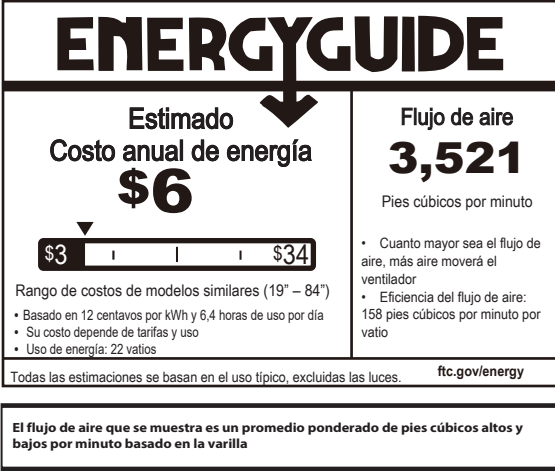 ENERGYGUIDE
Estimado
Costo anual de energía
$6
$3
$34
Rango de costos de modelos similares (19” – 84”)
• Basado en 12 centavos por kWh y 6,4 horas de uso por día
• Su costo depende de tarifas y uso
• Uso de energía: 22 vatios
Flujo de aire
3,521
Pies cúbicos por minuto
• Cuanto mayor sea el flujo de
aire, más aire moverá el
ventilador
• Eficiencia del flujo de aire:
158 pies cúbicos por minuto por
vatio
Todas las estimaciones se basan en el uso típico, excluidas las luces.
ftc.gov/energy
El flujo de aire que se muestra es un promedio ponderado de pies cúbicos altos y
bajos por minuto basado en la varilla